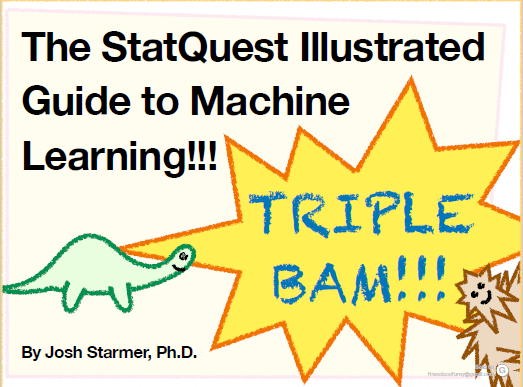 The StatQuest Illustrated
Guide to Machine
Learning!!!
TRIPLE
BAM!!!
By Josh Starmer, Ph.D.